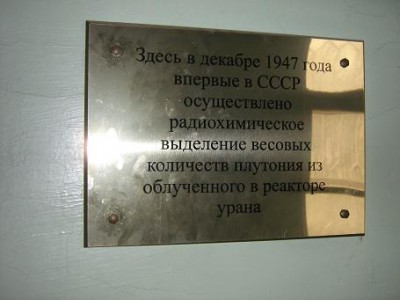 Здесь в декабре 1947 года
впервые в СССР
осуществлено
радиохимическое
выделение весовых
количеств плутония из
облученного в реакторе
урана